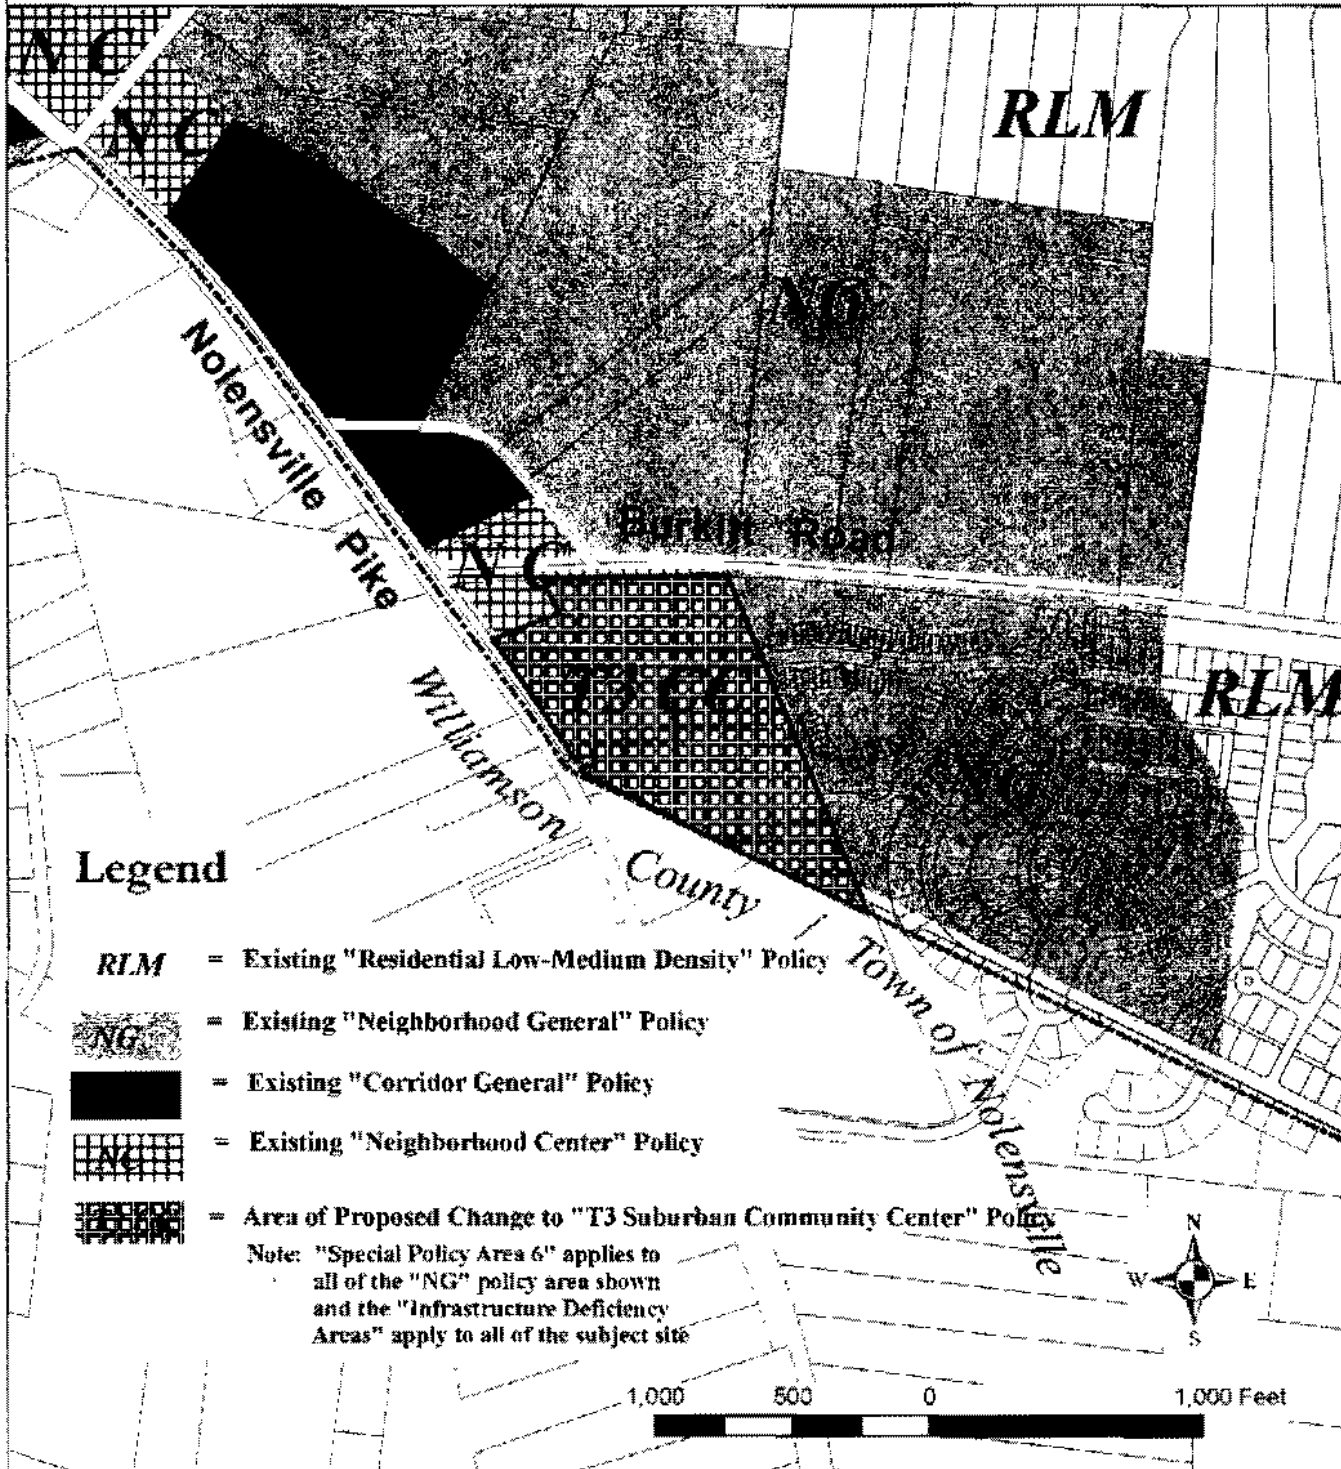 NC
NC
RLM
NG
Nolensville Pike
Burkitt Road
NC
T3 CC
RLM
NG
Williamson County / Town of Nolensville
Legend
RLM = Existing "Residential Low-Medium Density" Policy
NG = Existing "Neighborhood General" Policy
= Existing "Corridor General" Policy
NC = Existing "Neighborhood Center" Policy
= Area of Proposed Change to "T3 Suburban Community Center" Policy
Note: "Special Policy Area 6" applies to
all of the "NG" policy area shown
and the "Infrastructure Deficiency
Areas" apply to all of the subject site
N
W E
S
1,000 500 0 1,000 Feet